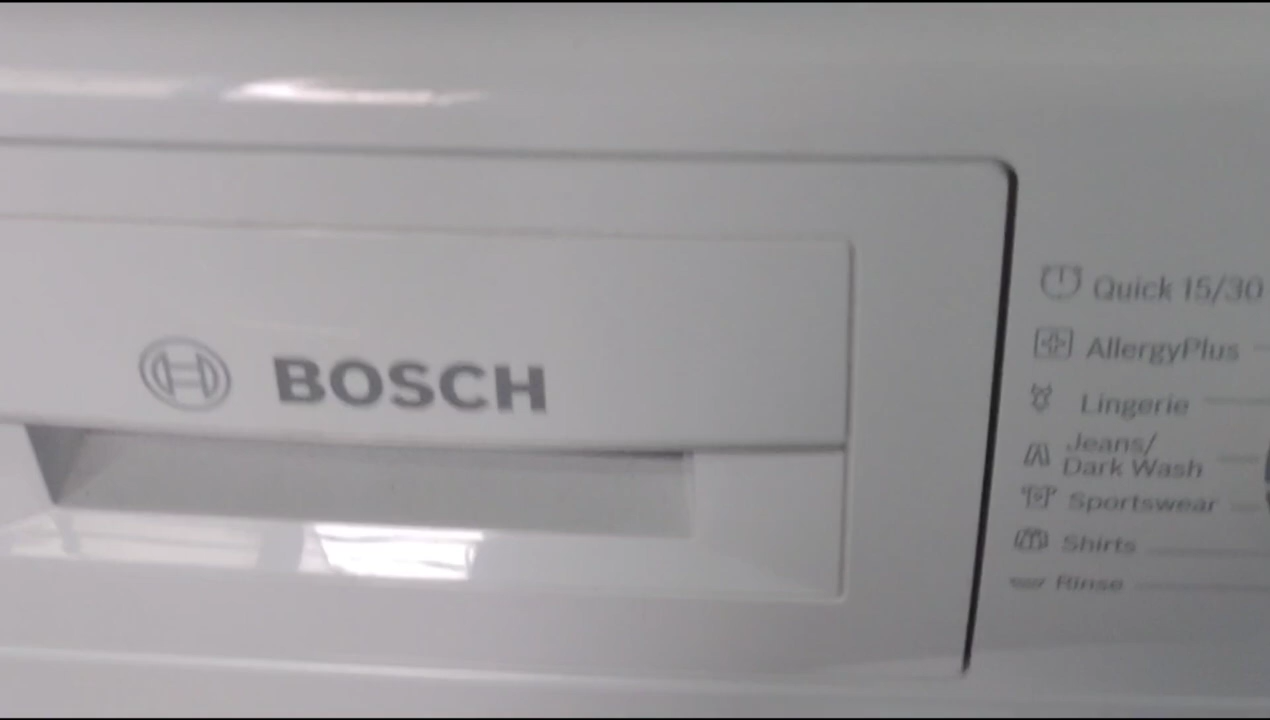 BOSCH
Quick 15/30
AllergyPlus
Lingerie
Jeans/
Dark Wash
Sportswear
Shirts
Rinse